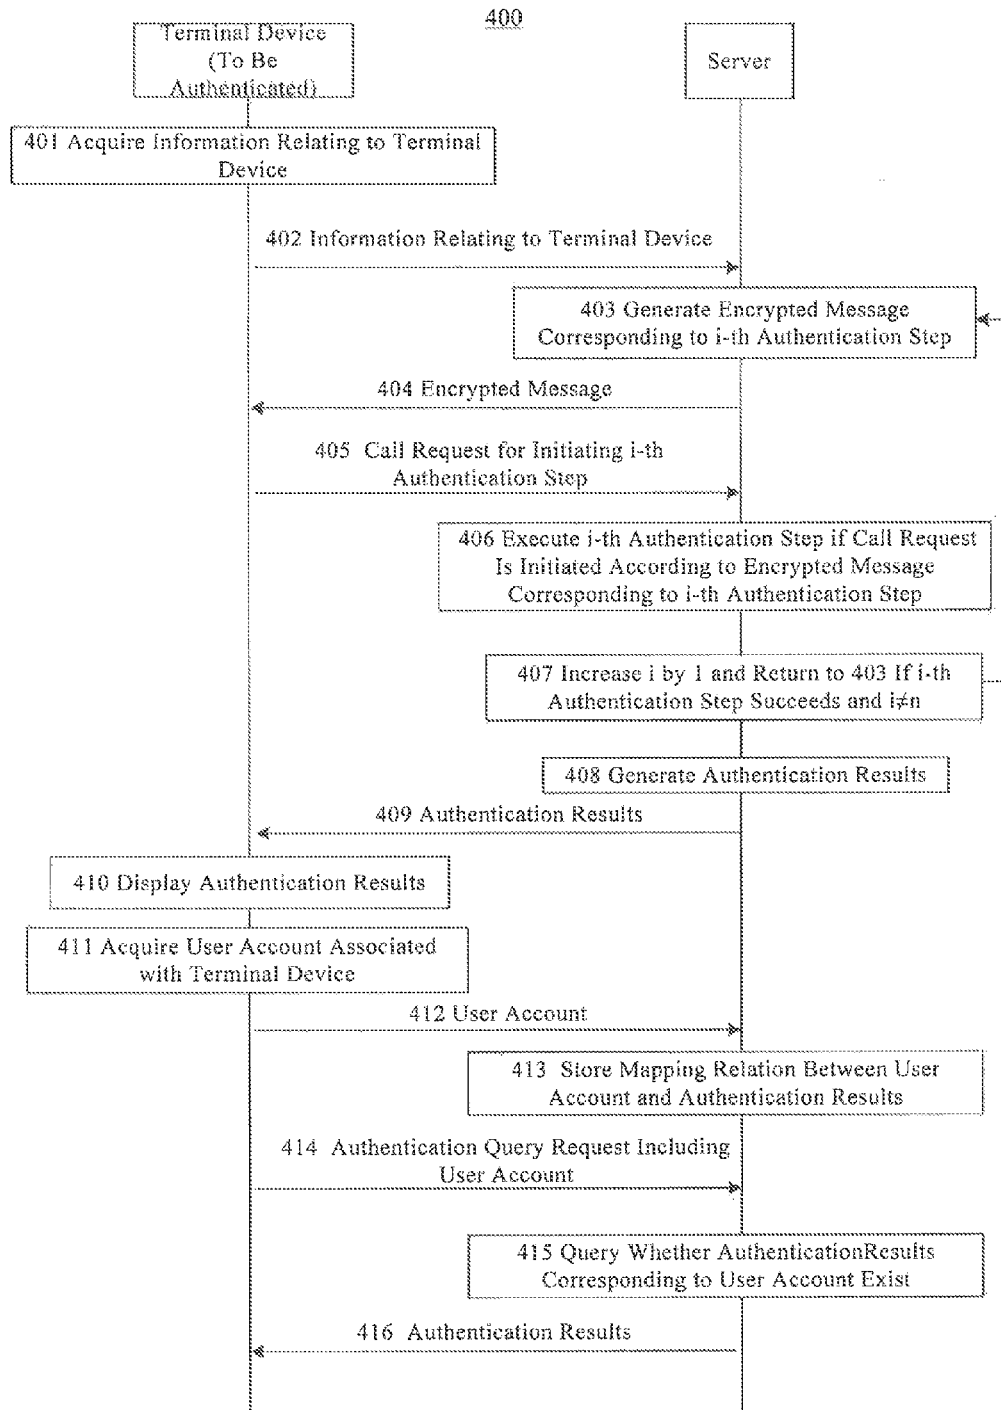 400
Terminal Device
(To Be
Authenticated)
Server
401 Acquire Information Relating to Terminal
Device
402 Information Relating to Terminal Device
403 Generate Encrypted Message
Corresponding to i-th Authentication Step
404 Encrypted Message
405 Call Request for Initiating i-th
Authentication Step
406 Execute i-th Authentication Step if Call Request
Is Initiated According to Encrypted Message
Corresponding to i-th Authentication Step
407 Increase i by 1 and Return to 403 If i-th
Authentication Step Succeeds and i≠n
408 Generate Authentication Results
409 Authentication Results
410 Display Authentication Results
411 Acquire User Account Associated
with Terminal Device
412 User Account
413 Store Mapping Relation Between User
Account and Authentication Results
414 Authentication Query Request Including
User Account
415 Query Whether AuthenticationResults
Corresponding to User Account Exist
416 Authentication Results